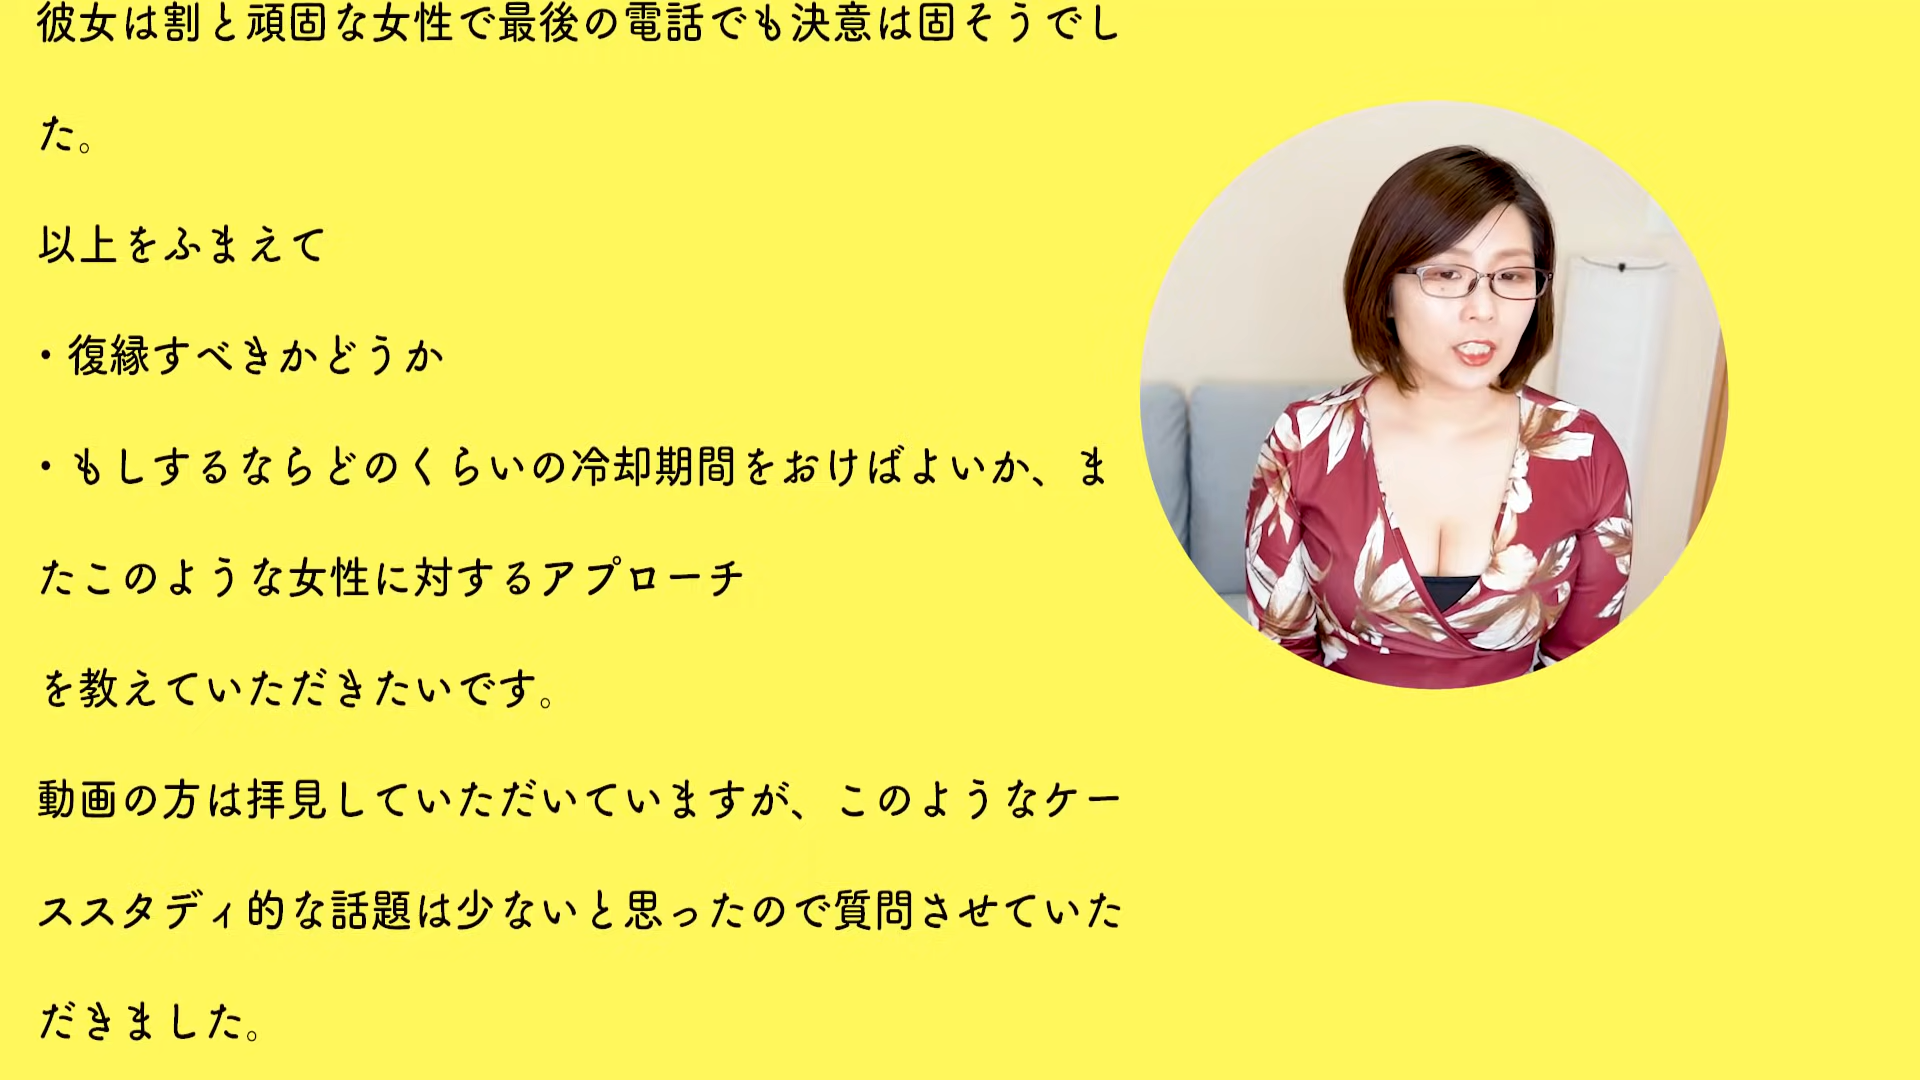 彼女は割と頑固な女性で最後の電話でも決意は固そうでし
た。
以上をふまえて
・復縁すべきかどうか
・もしするならどのくらいの冷却期間をおけばよいか、ま
たこのような女性に対するアプローチ
を教えていただきたいです。
動画の方は拝見していただいていますが、このようなケー
ススタディ的な話題は少ないと思ったので質問させていた
だきました。